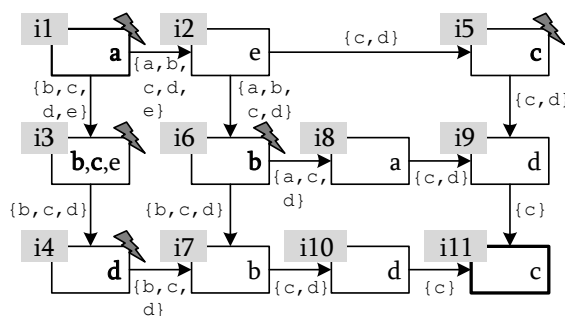 i1
a
i2
e
i5
c
{c,d}
{a,b,
c,d,
e}
{b,c,
d,e}
{a,b,
c,d}
{c,d}
i3
b,c,e
i6
b
i8
a
i9
d
{a,c,
d}
{c,d}
{b,c,d}
{b,c,d}
{c}
i4
d
i7
b
i10
d
i11
c
{b,c,
d}
{c,d}
{c}